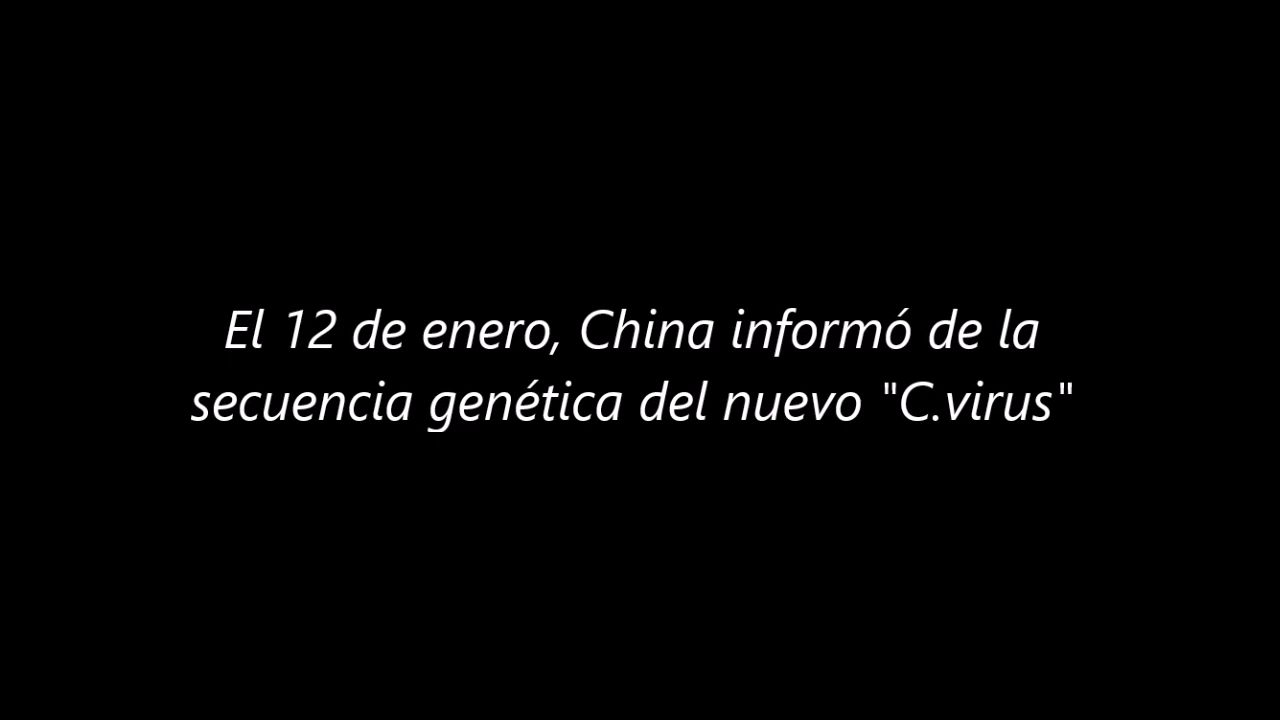 El 12 de enero, China informó de la
secuencia genética del nuevo "C.virus"